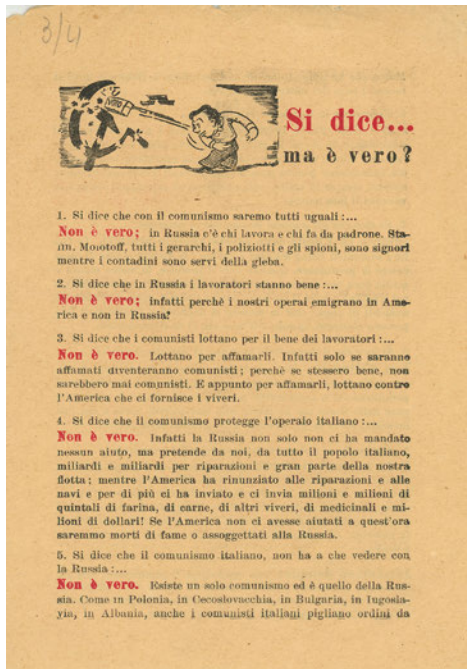 3/4
VOTO
Si dice...
ma è vero?
1. Si dice che con il comunismo saremo tutti uguali :...
Non è vero; in Russia c'è chi lavora e chi fa da padrone. Sta-
lin. Molotoff, tutti i gerarchi, i poliziotti e gli spioni, sono signori
mentre i contadini sono servi della gleba.
2. Si dice che in Russia i lavoratori stanno bene :...
Non è vero; infatti perchè i nostri operai emigrano in Ame-
rica e non in Russia?
3. Si dice che i comunisti lottano per il bene dei lavoratori :...
Non è vero. Lottano per affamarli. Infatti solo se saranno
affamati diventeranno comunisti ; perchè se stessero bene, non
sarebbero mai comunisti. E appunto per affamarli, lottano contro
l'America che ci fornisce i viveri.
4. Si dice che il comunismo protegge l'operaio italiano :...
Non è vero. Infatti la Russia non solo non ci ha mandato
nessun aiuto, ma pretende da noi, da tutto il popolo italiano,
miliardi e miliardi per riparazioni e gran parte della nostra
flotta ; mentre l'America ha rinunziato alle riparazioni e alle
navi e per di più ci ha inviato e ci invia milioni e milioni di
quintali di farina, di carne, di altri viveri, di medicinali e mi-
lioni di dollari! Se l'America non ci avesse aiutati a quest'ora
saremmo morti di fame o assoggettati alla Russia.
5. Si dice che il comunismo italiano, non ha a che vedere con
la Russia :...
Non è vero. Esiste un solo comunismo ed è quello della Rus-
sia. Come in Polonia, in Cecoslovacchia, in Bulgaria, in Iugosla-
via, in Albania, anche i comunisti italiani pigliano ordini da